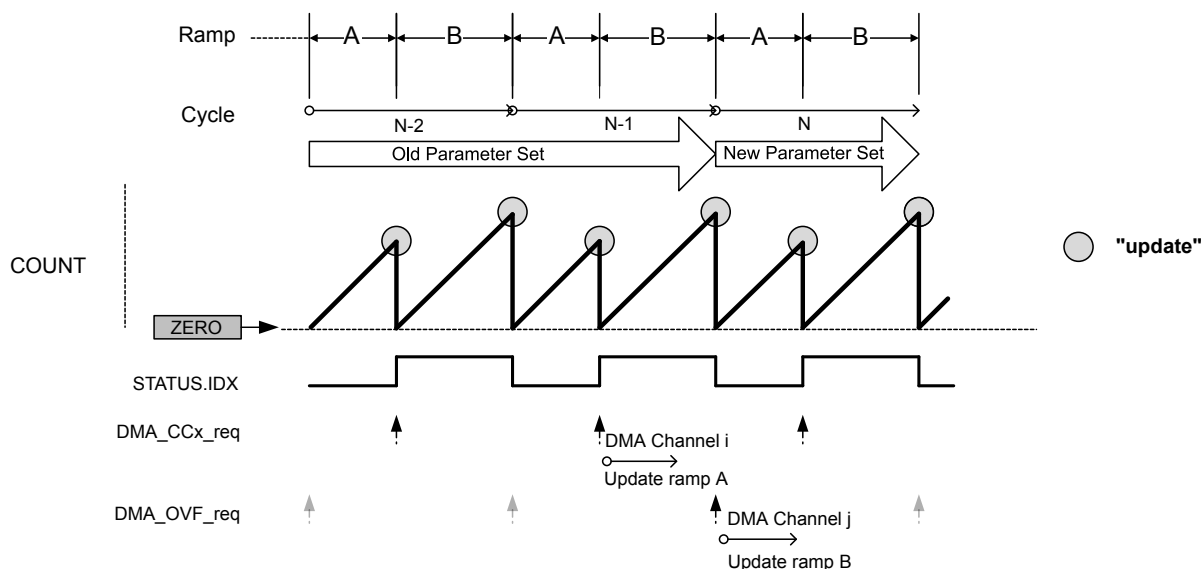 Ramp A B A B A B
Cycle
N-2 N-1 N
Old Parameter Set New Parameter Set
"update"
COUNT
ZERO
STATUS.IDX
DMA_CCx_req
DMA Channel i
Update ramp A
DMA_OVF_req
DMA Channel j
Update ramp B